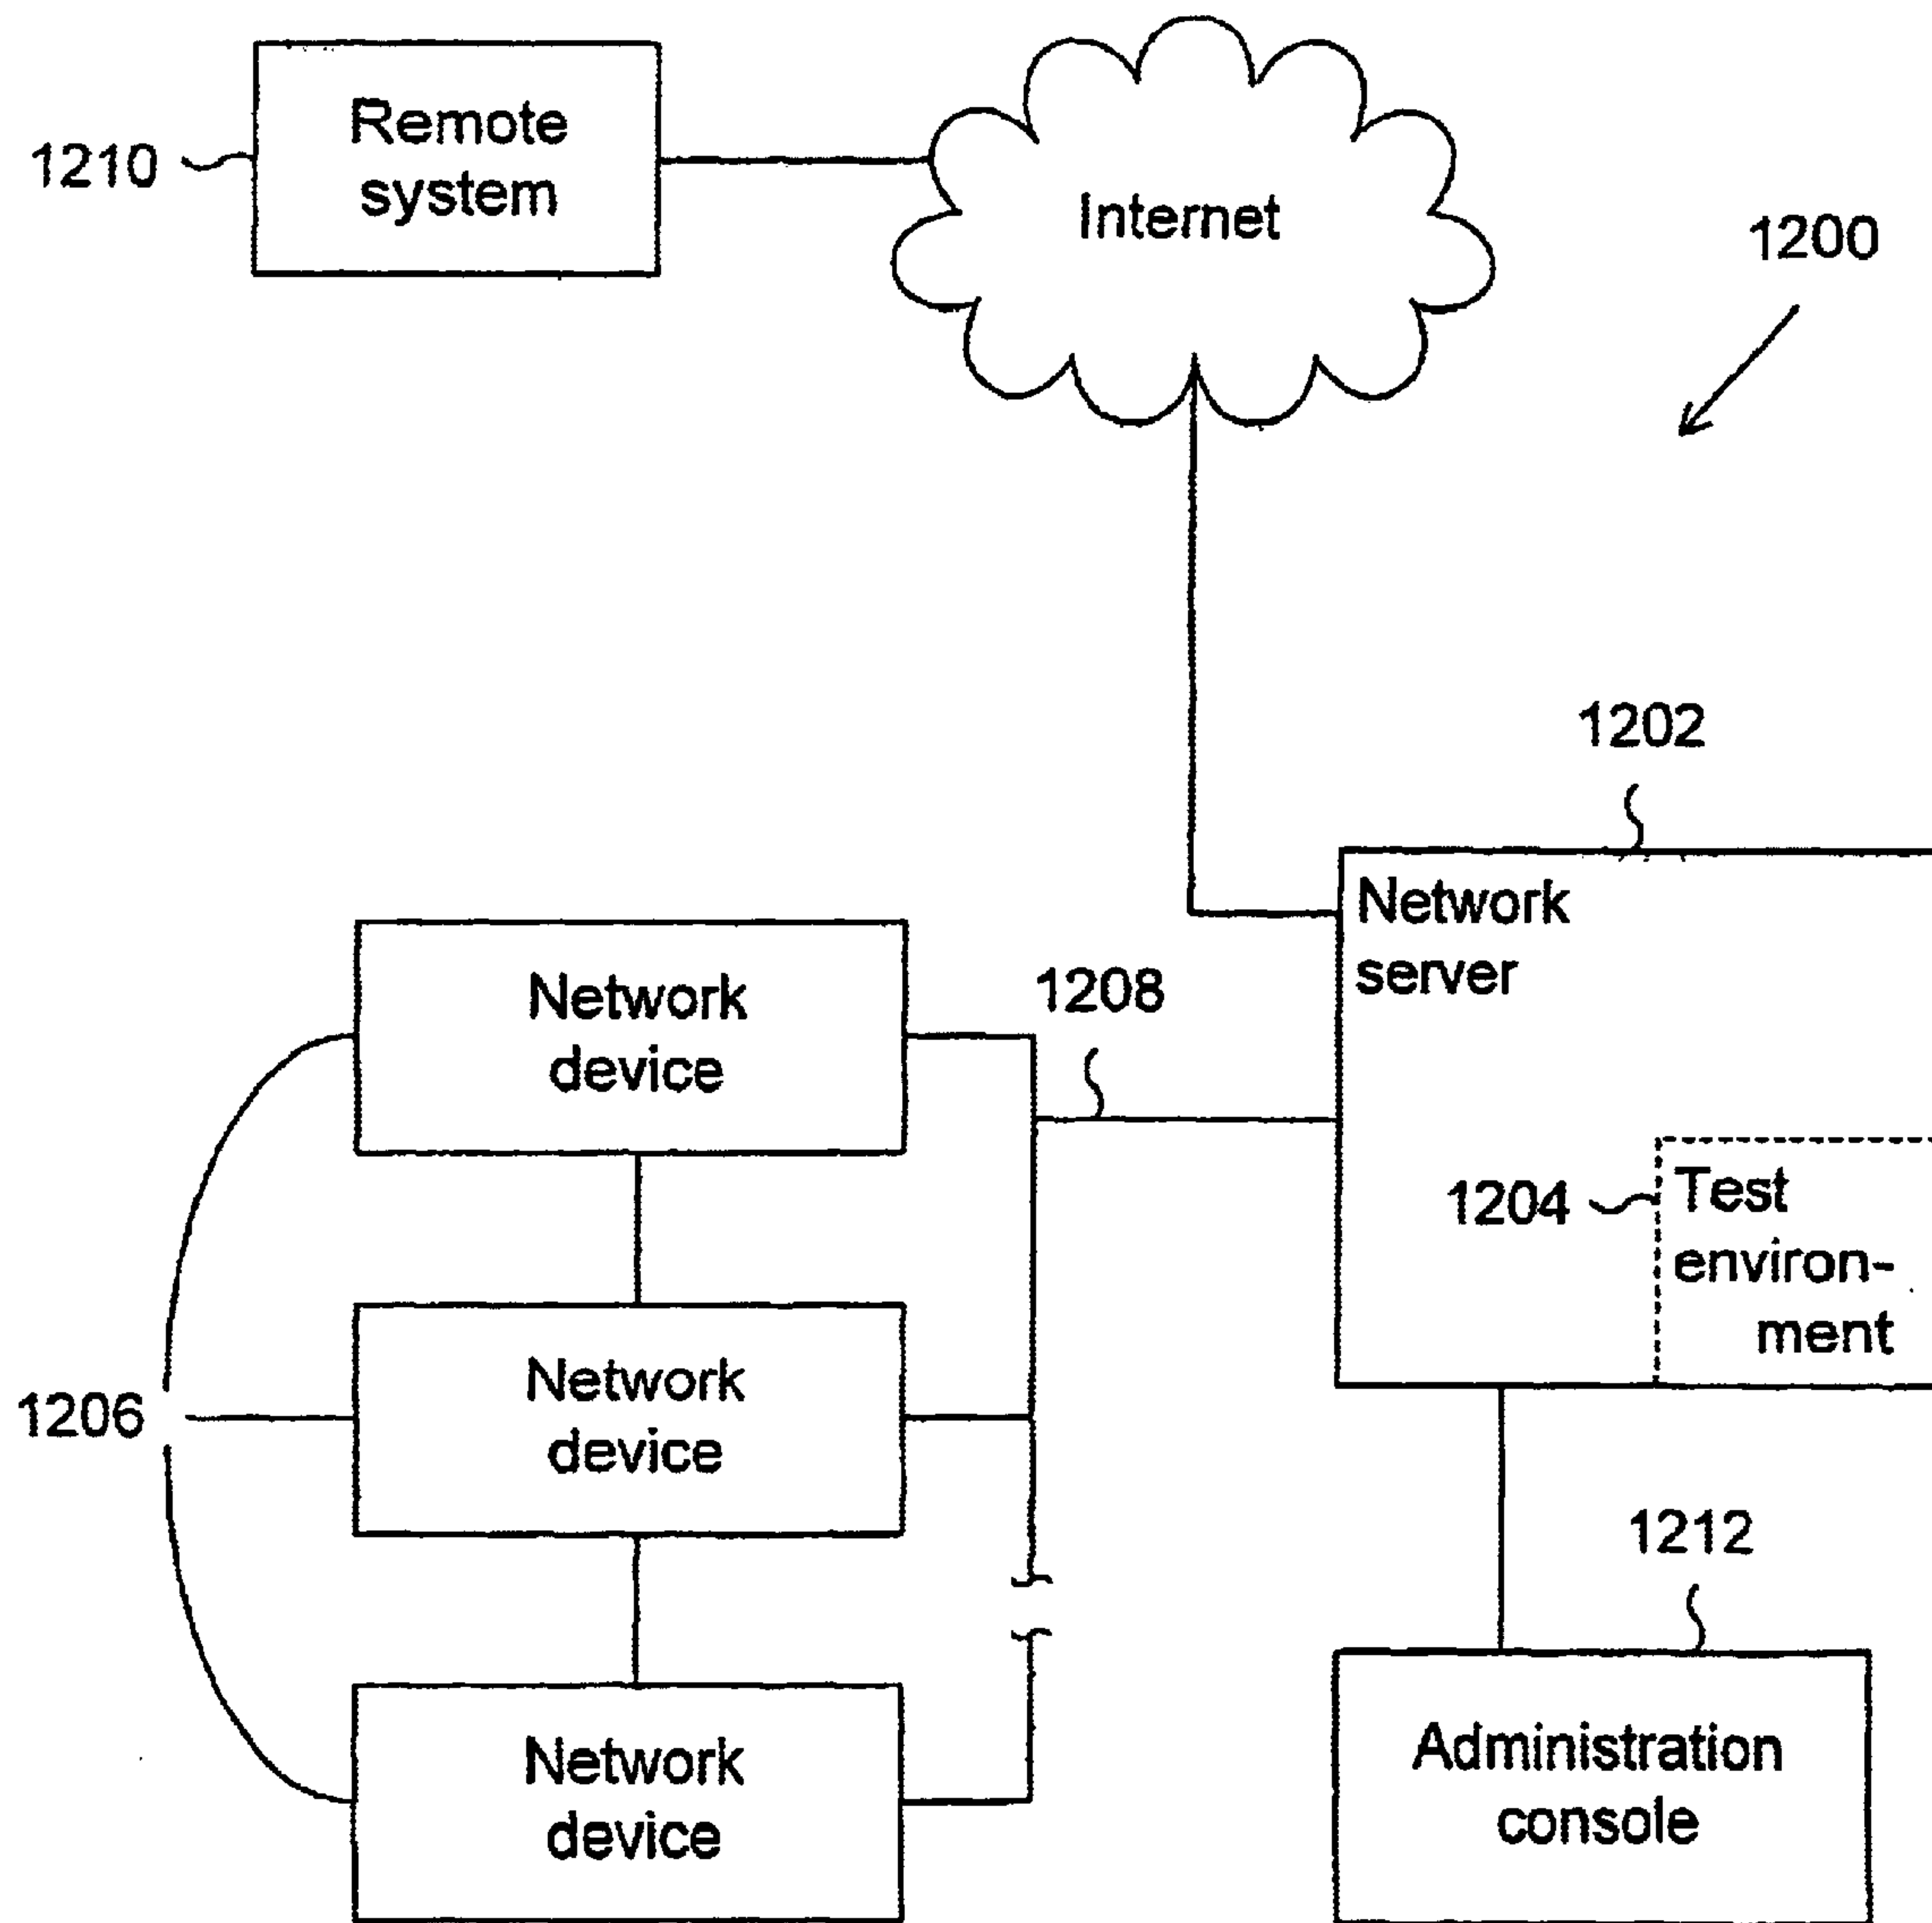 Remote
system
1210
Internet
1200
1202
Network
server
1208
Network
device
1204
Test
environ-
ment
1206
Network
device
1212
Network
device
Administration
console